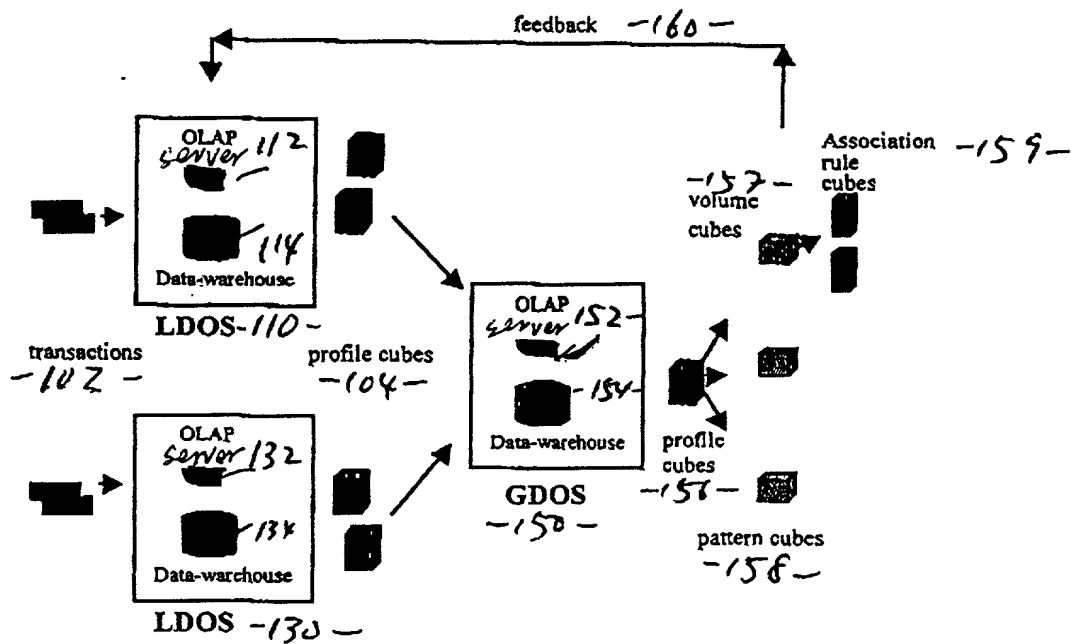 feedback -160-
OLAP
server 112
114
Data-warehouse
LDOS-110-
Association
rule
cubes
-159-
-157-
volume
cubes
transactions
-102-
profile cubes
-104-
OLAP
server 152-
-154-
Data-warehouse
GDOS
-150-
profile
cubes
-156-
OLAP
server 132
134
Data-warehouse
LDOS -130-
pattern cubes
-158-